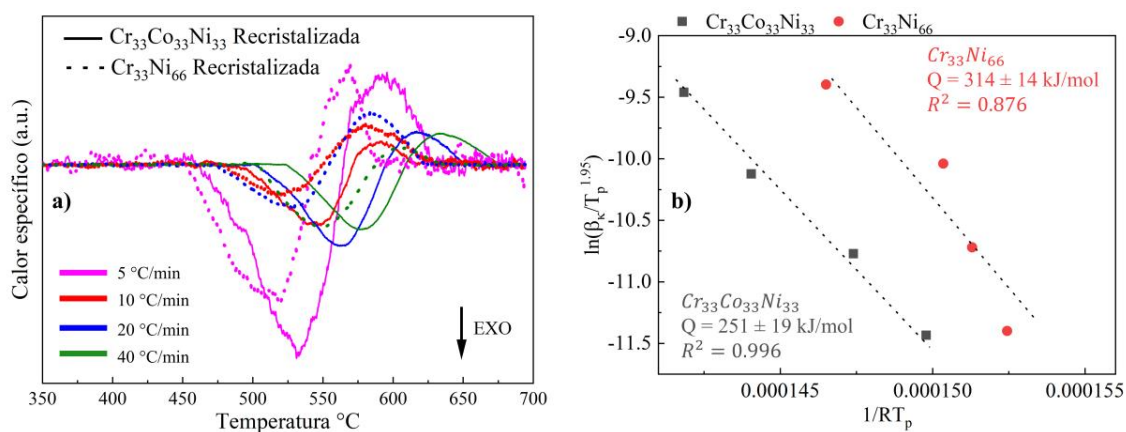 Cr₃₃Co₃₃Ni₃₃ Recristalizada
Cr₃₃Ni₆₆ Recristalizada
Calor específico (a.u.)
a)
5 °C/min
10 °C/min
20 °C/min
40 °C/min
EXO
350 400 450 500 550 600 650 700
Temperatura °C
Cr₃₃Co₃₃Ni₃₃ Cr₃₃Ni₆₆
-9.0
-9.5
-10.0
-10.5
-11.0
-11.5
ln(βκ/Tₚ¹·⁹⁵)
Cr₃₃Ni₆₆
Q = 314 ± 14 kJ/mol
R² = 0.876
b)
Cr₃₃Co₃₃Ni₃₃
Q = 251 ± 19 kJ/mol
R² = 0.996
0.000145 0.000150 0.000155
1/RTₚ